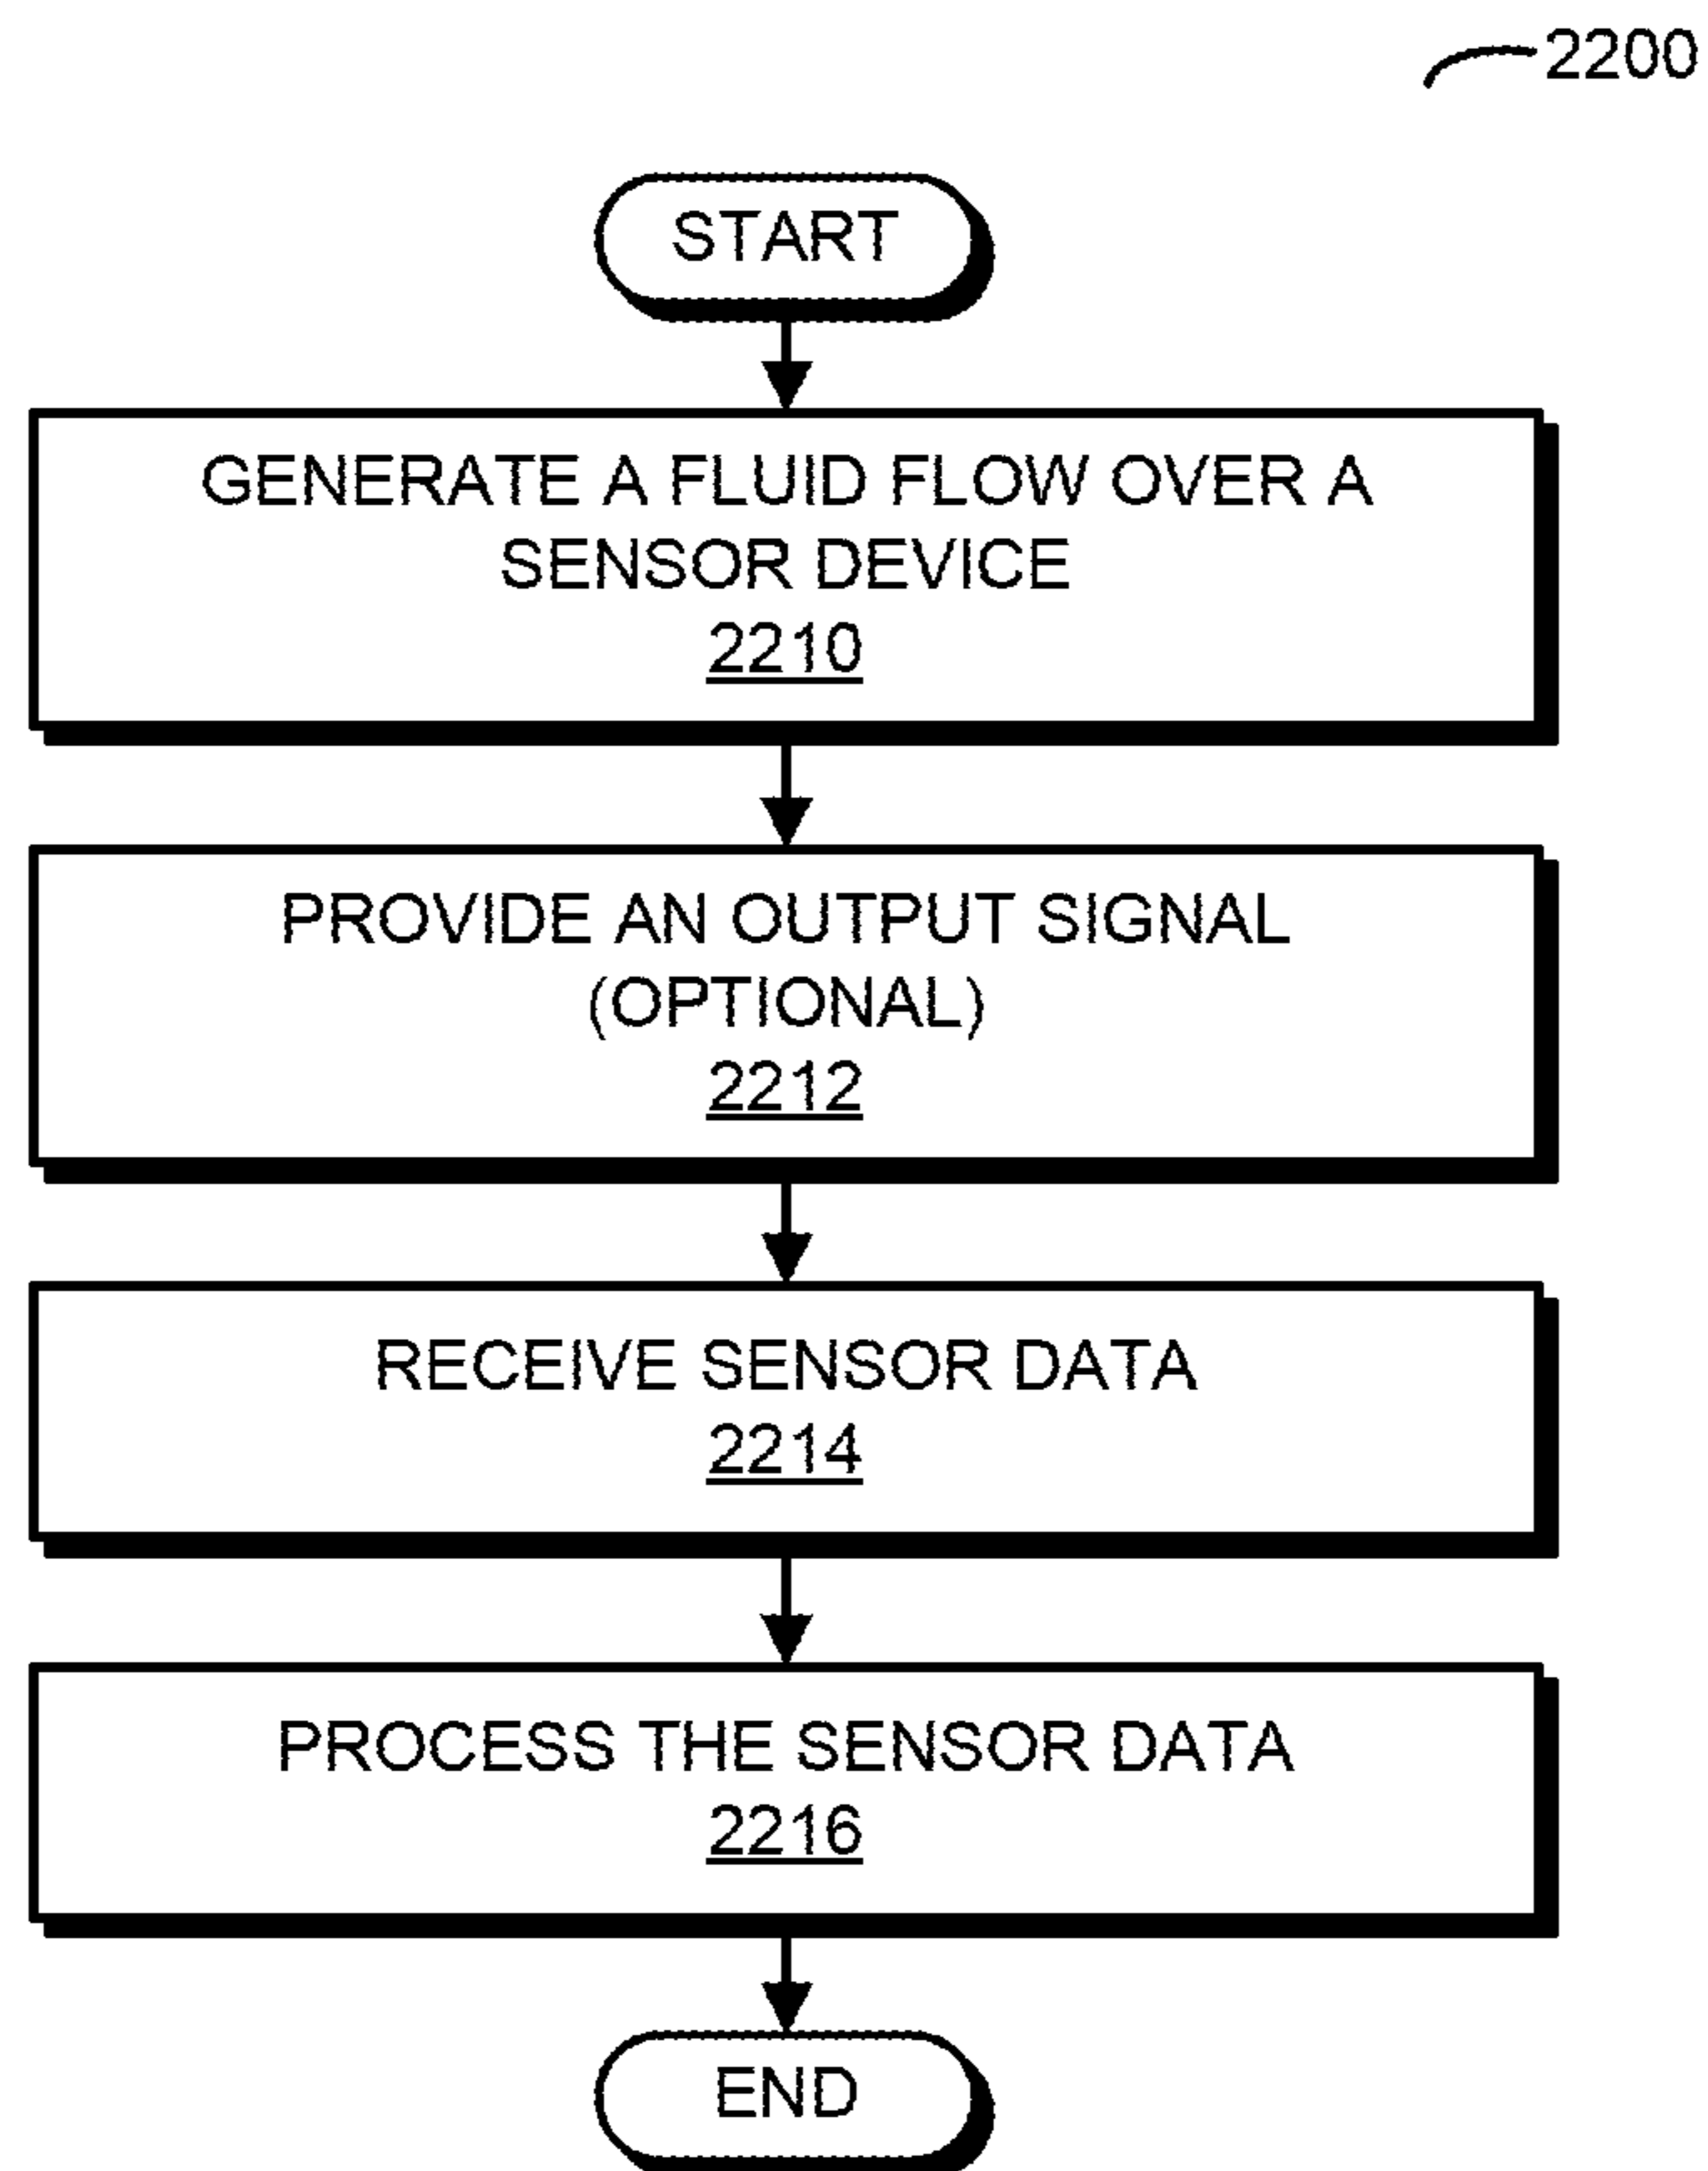 2200
START
GENERATE A FLUID FLOW OVER A
SENSOR DEVICE
2210
PROVIDE AN OUTPUT SIGNAL
(OPTIONAL)
2212
RECEIVE SENSOR DATA
2214
PROCESS THE SENSOR DATA
2216
END